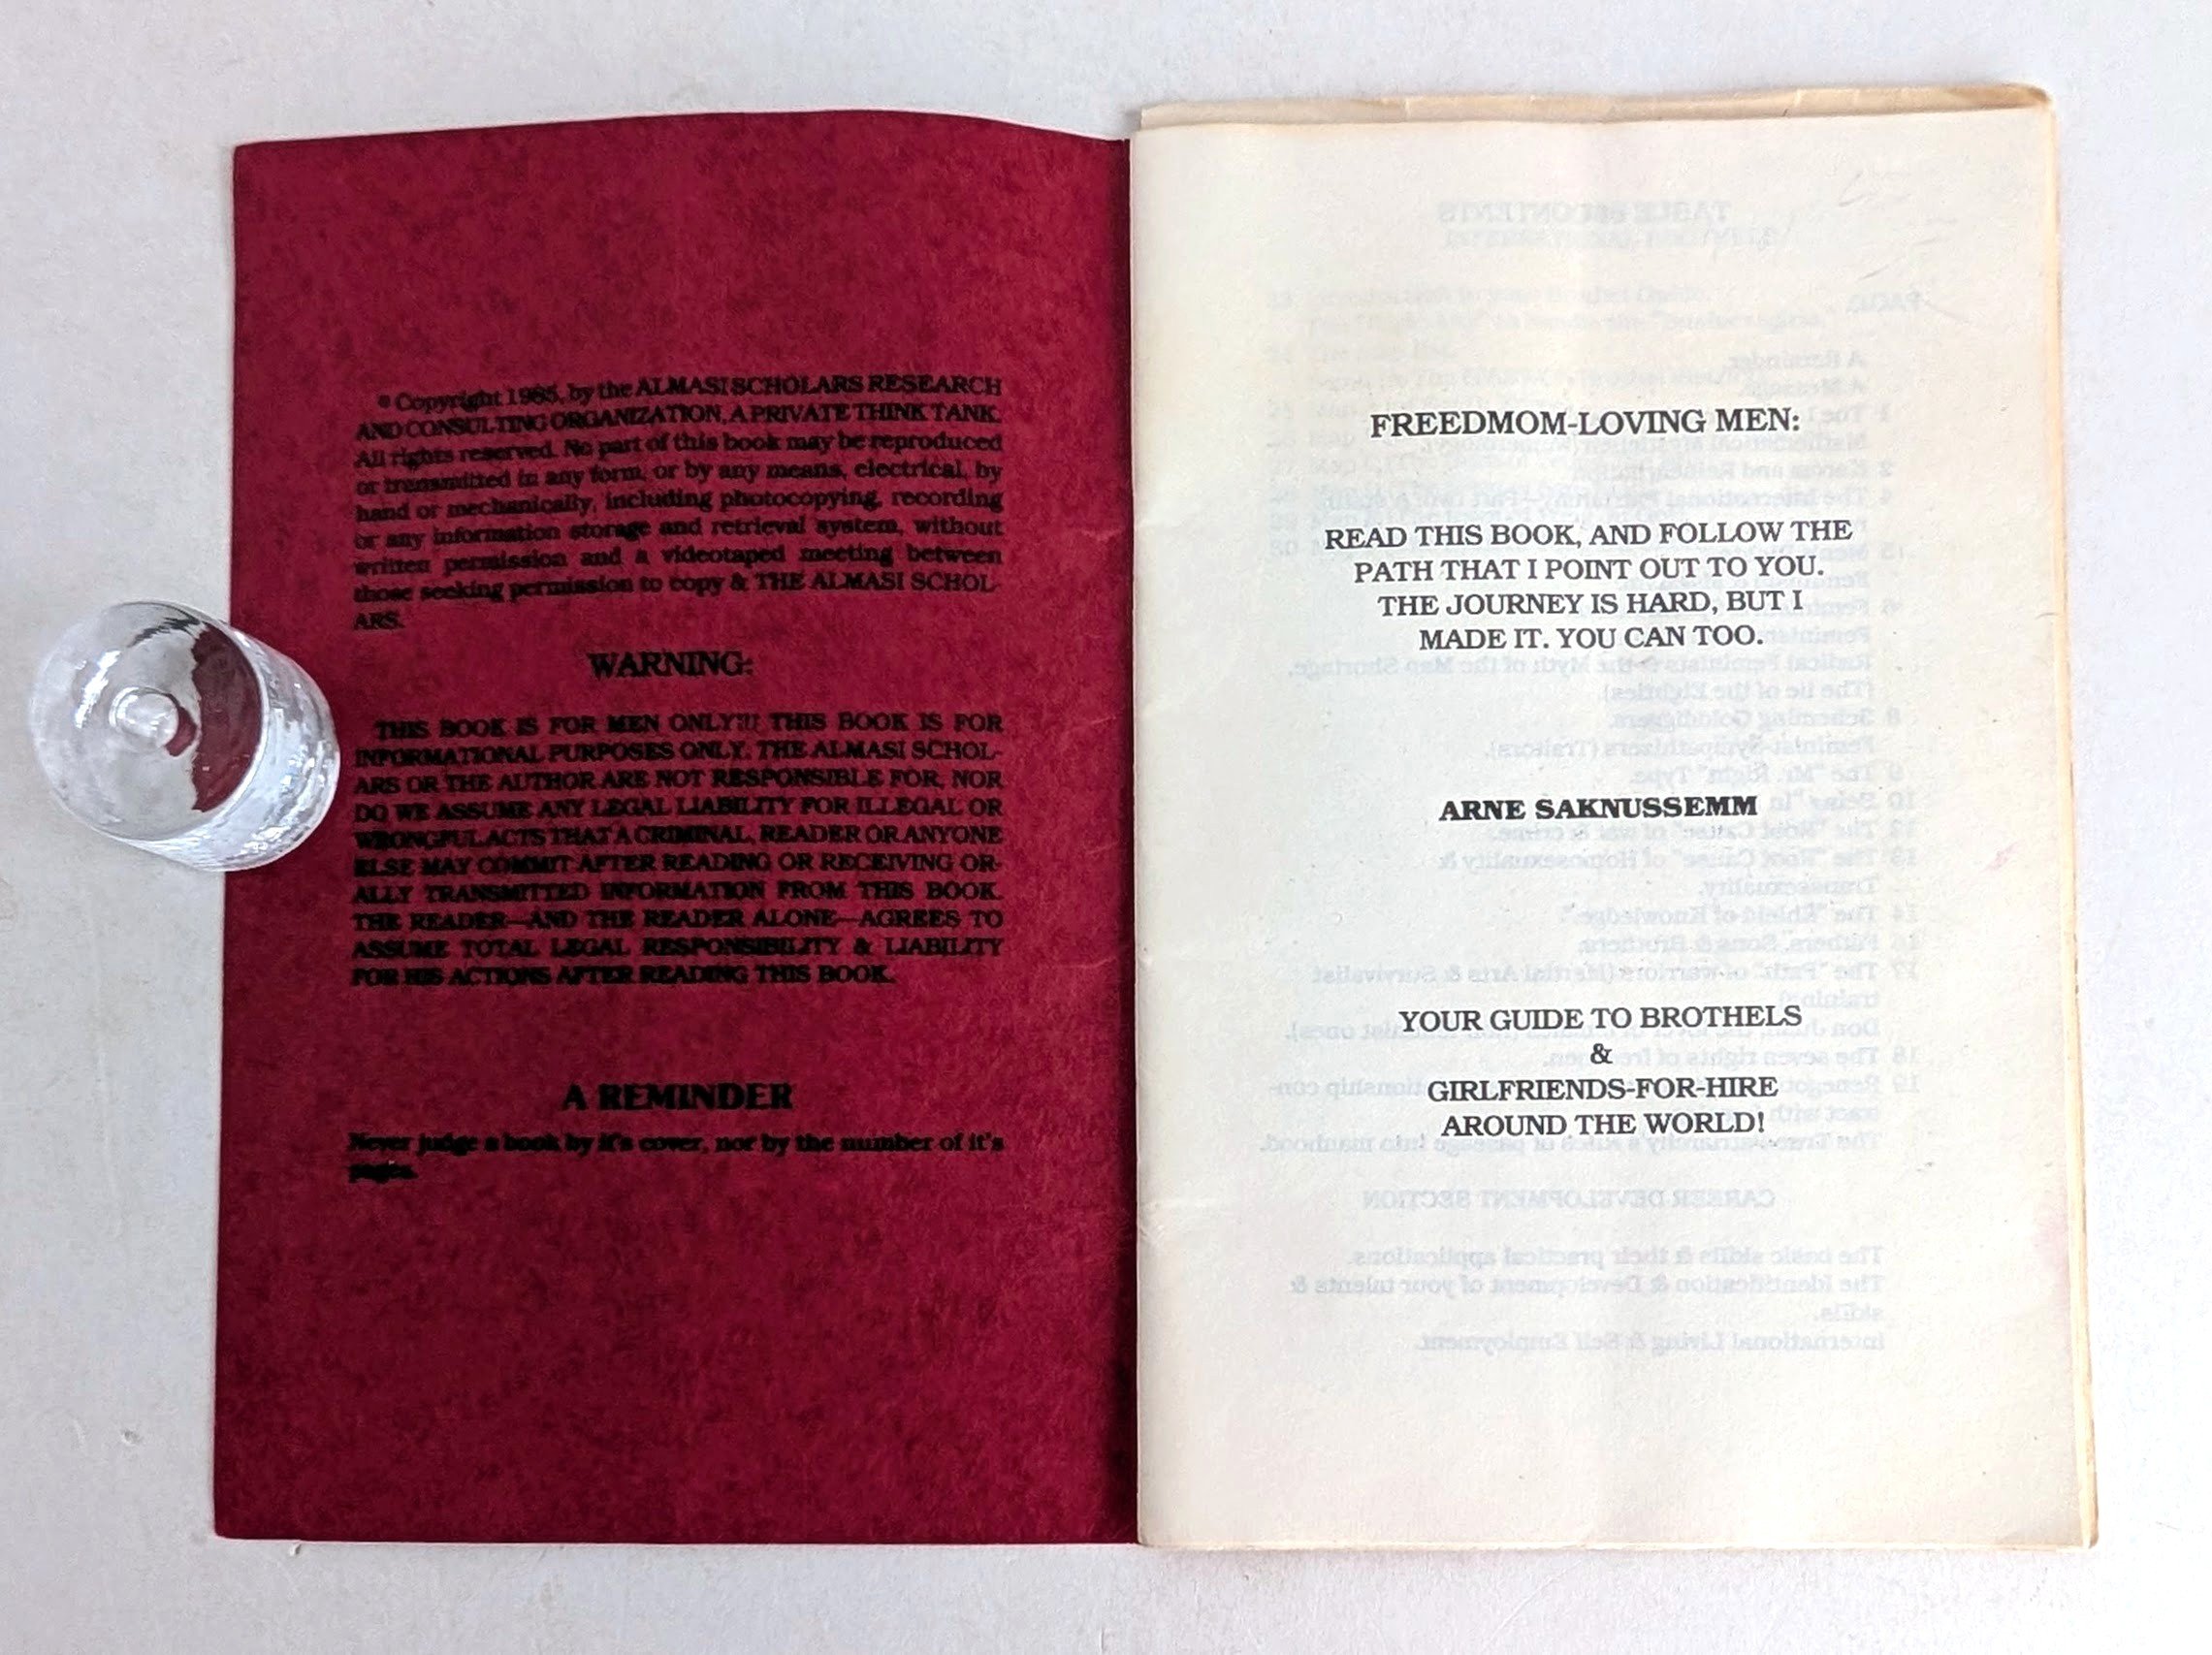 © Copyright 1985, by the ALMASI SCHOLARS RESEARCH
AND CONSULTING ORGANIZATION, A PRIVATE THINK TANK.
All rights reserved. No part of this book may be reproduced
or transmitted in any form, or by any means, electrical, by
hand or mechanically, including photocopying, recording
or any information storage and retrieval system, without
written permission and a videotaped meeting between
those seeking permission to copy & THE ALMASI SCHOL-
ARS.
WARNING:
THIS BOOK IS FOR MEN ONLY!!! THIS BOOK IS FOR
INFORMATIONAL PURPOSES ONLY. THE ALMASI SCHOL-
ARS OR THE AUTHOR ARE NOT RESPONSIBLE FOR, NOR
DO WE ASSUME ANY LEGAL LIABILITY FOR ILLEGAL OR
WRONGFUL ACTS THAT A CRIMINAL, READER OR ANYONE
ELSE MAY COMMIT AFTER READING OR RECEIVING OR-
ALLY TRANSMITTED INFORMATION FROM THIS BOOK.
THE READER—AND THE READER ALONE—AGREES TO
ASSUME TOTAL LEGAL RESPONSIBILITY & LIABILITY
FOR HIS ACTIONS AFTER READING THIS BOOK.
A REMINDER
Never judge a book by it's cover, nor by the number of it's
pages.
FREEDMOM-LOVING MEN:
READ THIS BOOK, AND FOLLOW THE
PATH THAT I POINT OUT TO YOU.
THE JOURNEY IS HARD, BUT I
MADE IT. YOU CAN TOO.
ARNE SAKNUSSEMM
YOUR GUIDE TO BROTHELS
&
GIRLFRIENDS-FOR-HIRE
AROUND THE WORLD!